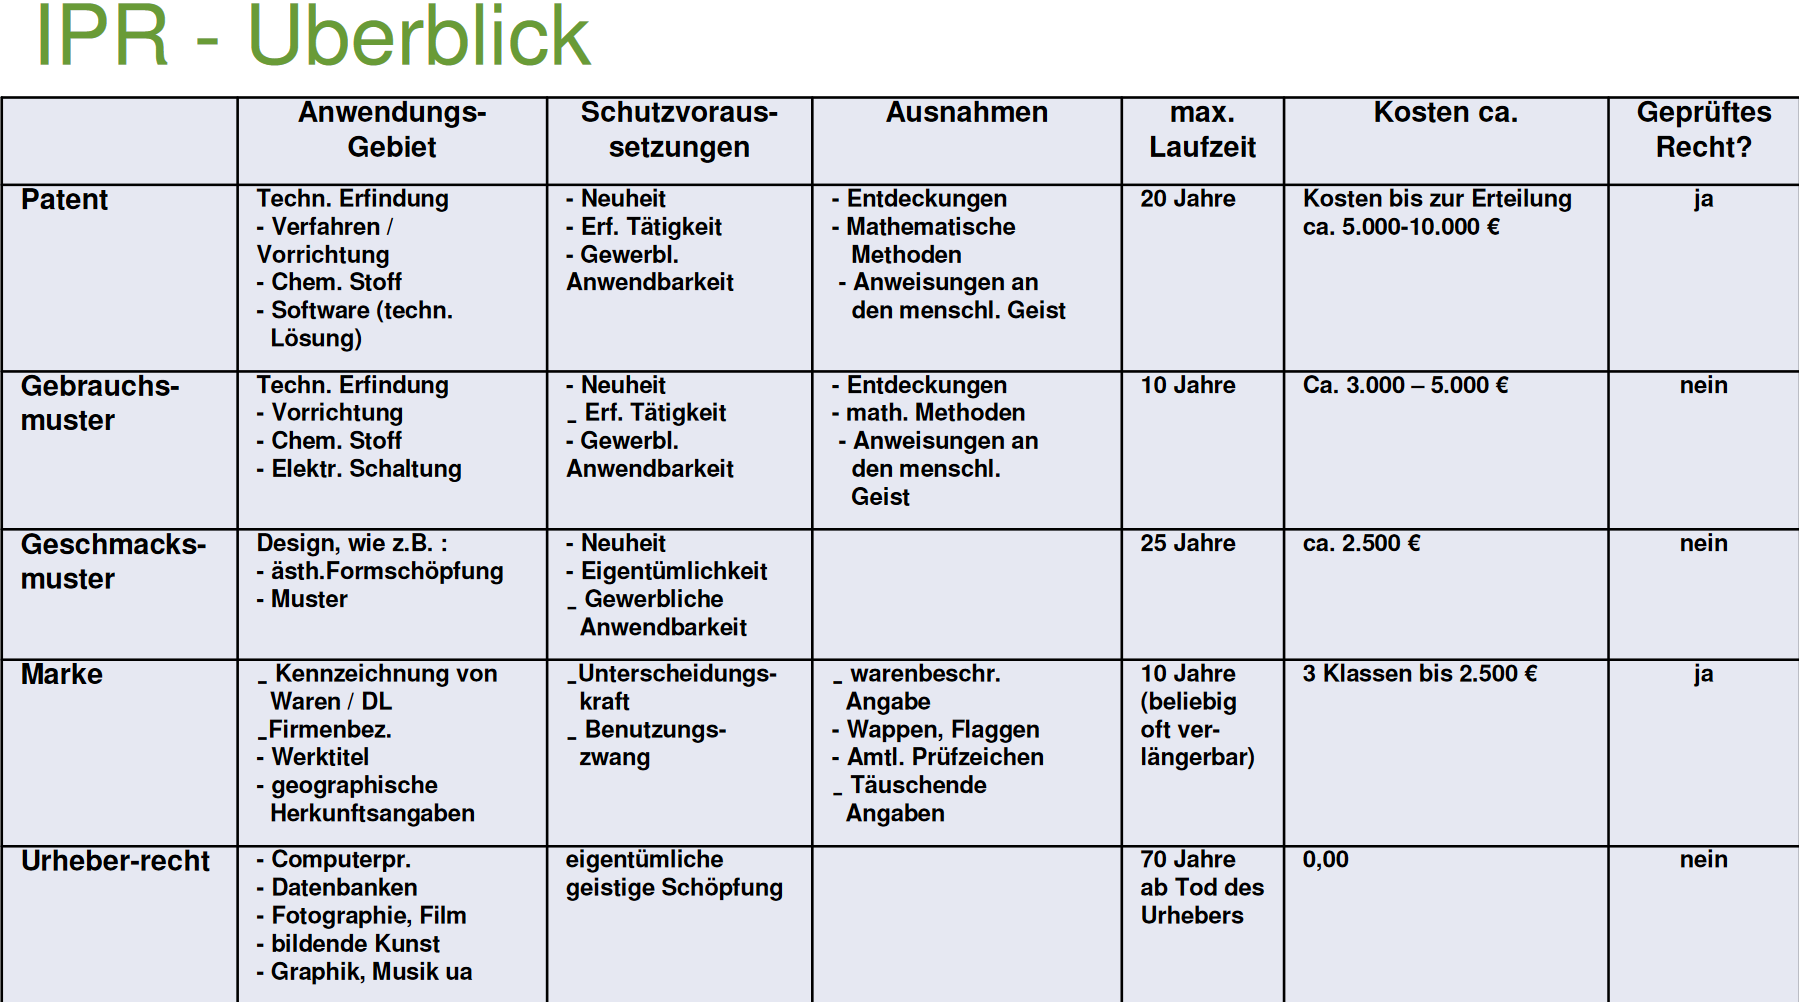 IPR - Überblick
Anwendungs-
Gebiet
Schutzvoraus-
setzungen
Ausnahmen
max.
Laufzeit
Kosten ca.
Geprüftes
Recht?
Patent
Techn. Erfindung
- Verfahren /
Vorrichtung
- Chem. Stoff
- Software (techn.
Lösung)
- Neuheit
- Erf. Tätigkeit
- Gewerbl.
Anwendbarkeit
- Entdeckungen
- Mathematische
Methoden
- Anweisungen an
den menschl. Geist
20 Jahre
Kosten bis zur Erteilung
ca. 5.000-10.000 €
ja
Gebrauchs-
muster
Techn. Erfindung
- Vorrichtung
- Chem. Stoff
- Elektr. Schaltung
- Neuheit
_ Erf. Tätigkeit
- Gewerbl.
Anwendbarkeit
- Entdeckungen
- math. Methoden
- Anweisungen an
den menschl.
Geist
10 Jahre
Ca. 3.000 – 5.000 €
nein
Geschmacks-
muster
Design, wie z.B. :
- ästh.Formschöpfung
- Muster
- Neuheit
- Eigentümlichkeit
_ Gewerbliche
Anwendbarkeit
25 Jahre
ca. 2.500 €
nein
Marke
_ Kennzeichnung von
Waren / DL
_Firmenbez.
- Werktitel
- geographische
Herkunftsangaben
_Unterscheidungs-
kraft
_ Benutzungs-
zwang
_ warenbeschr.
Angabe
- Wappen, Flaggen
- Amtl. Prüfzeichen
_ Täuschende
Angaben
10 Jahre
(beliebig
oft ver-
längerbar)
3 Klassen bis 2.500 €
ja
Urheber-recht
- Computerpr.
- Datenbanken
- Fotographie, Film
- bildende Kunst
- Graphik, Musik ua
eigentümliche
geistige Schöpfung
70 Jahre
ab Tod des
Urhebers
0,00
nein